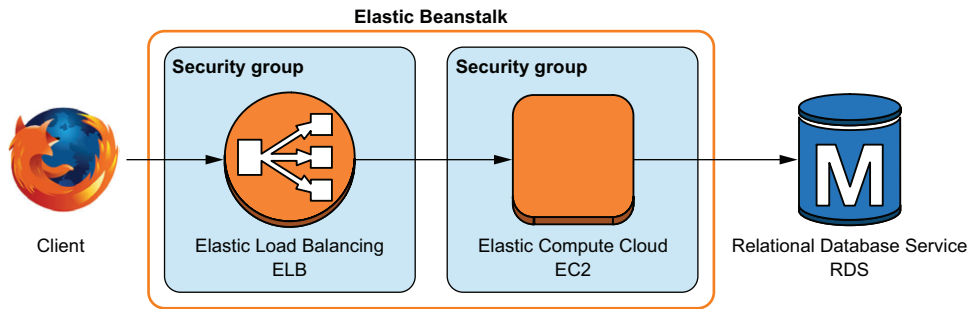 Elastic Beanstalk
Security group
Security group
M
Client
Elastic Load Balancing
ELB
Elastic Compute Cloud
EC2
Relational Database Service
RDS